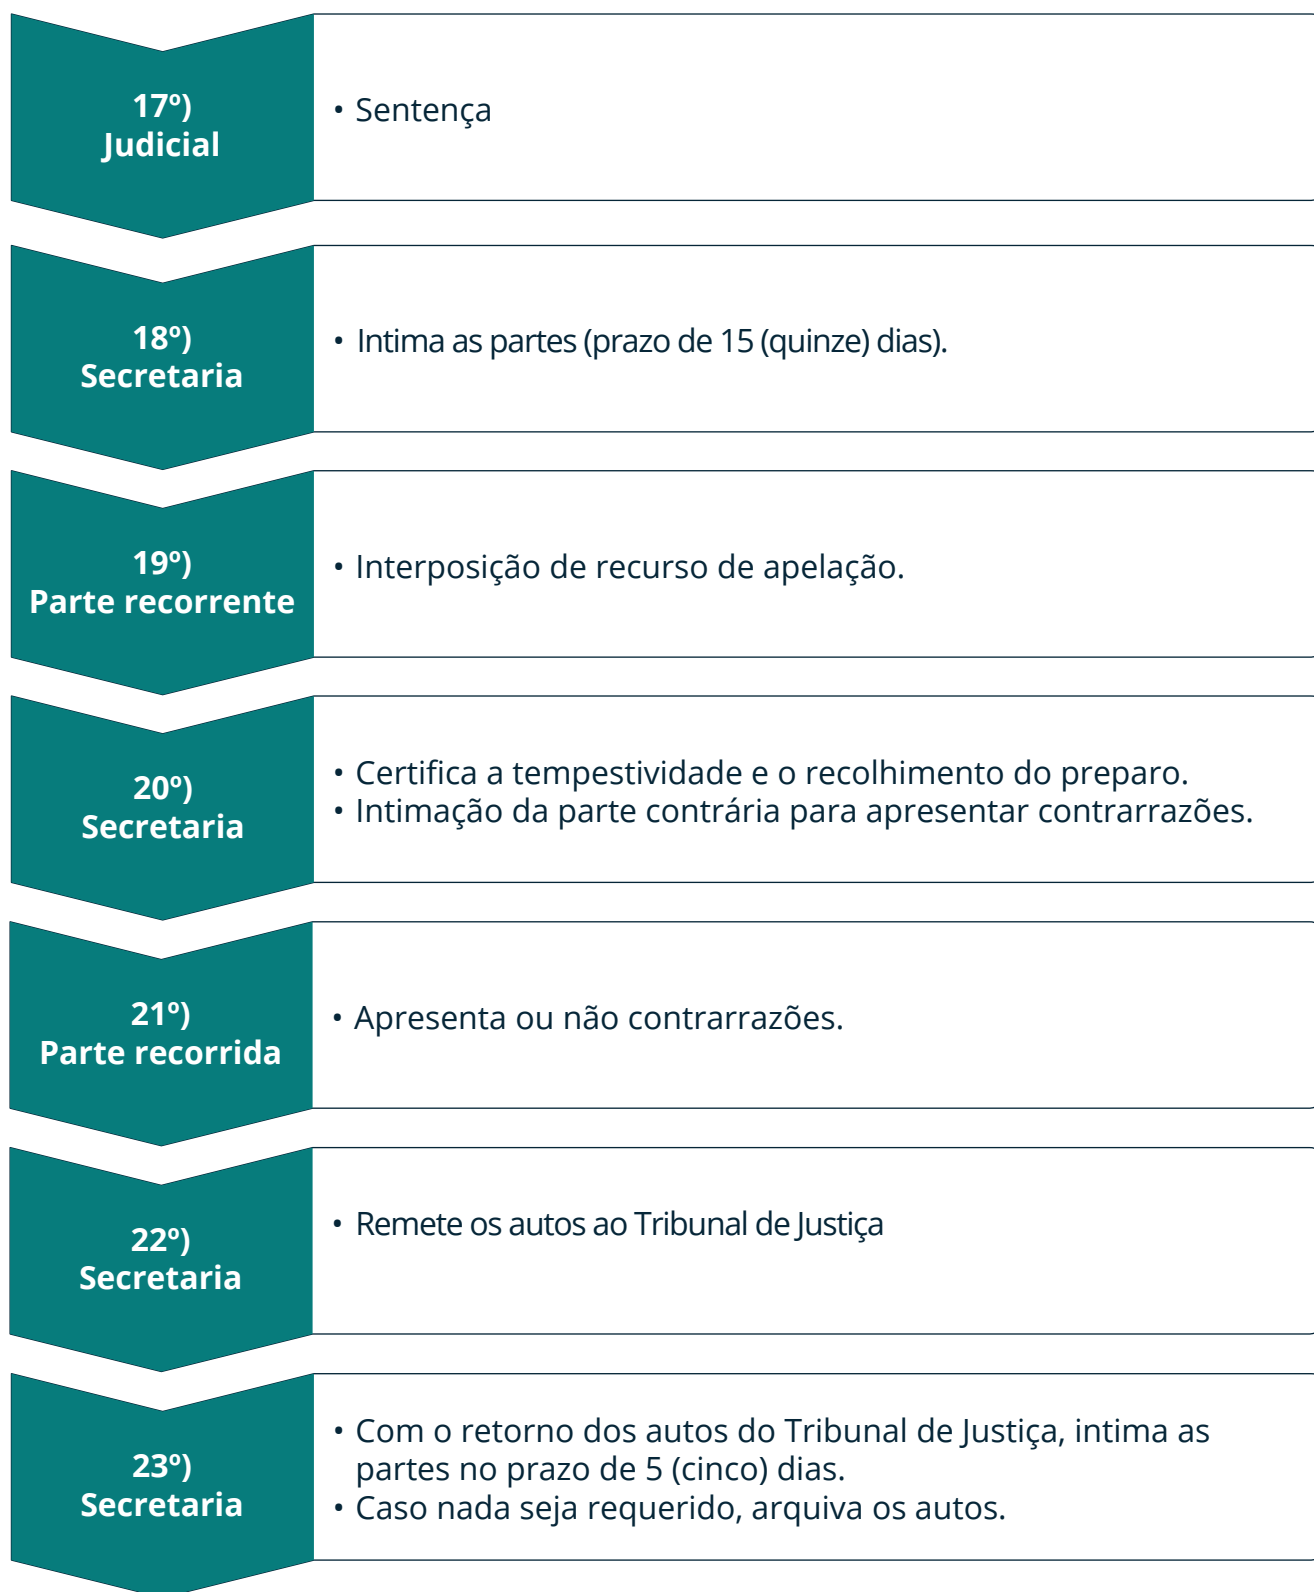 17º)
Judicial
• Sentença
18º)
Secretaria
• Intima as partes (prazo de 15 (quinze) dias).
19º)
Parte recorrente
• Interposição de recurso de apelação.
20º)
Secretaria
• Certifica a tempestividade e o recolhimento do preparo.
• Intimação da parte contrária para apresentar contrarrazões.
21º)
Parte recorrida
• Apresenta ou não contrarrazões.
22º)
Secretaria
• Remete os autos ao Tribunal de Justiça
23º)
Secretaria
• Com o retorno dos autos do Tribunal de Justiça, intima as
partes no prazo de 5 (cinco) dias.
• Caso nada seja requerido, arquiva os autos.